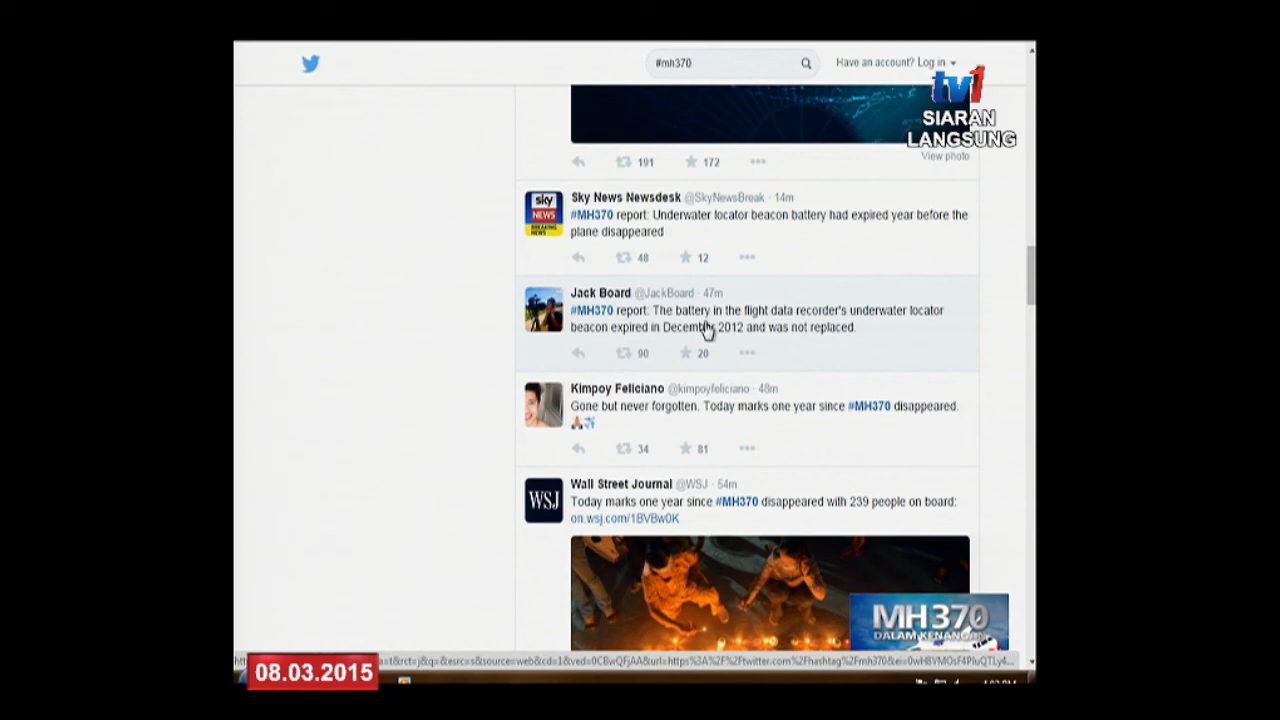 #mh370
Have an account? Log in
tv1
SIARAN
LANGSUNG
View photo
191 172
Sky News Newsdesk @SkyNewsBreak · 14m
sky
NEWS
BREAKING
NEWS
#MH370 report: Underwater locator beacon battery had expired year before the
plane disappeared
48 12
Jack Board @JackBoard · 47m
#MH370 report: The battery in the flight data recorder's underwater locator
beacon expired in December 2012 and was not replaced.
90 20
Kimpoy Feliciano @kimpoyfeliciano · 48m
Gone but never forgotten. Today marks one year since #MH370 disappeared.
34 81
Wall Street Journal @WSJ · 54m
WSJ
Today marks one year since #MH370 disappeared with 239 people on board:
on.wsj.com/1BVBw0K
MH370
DALAM KENANGAN
08.03.2015